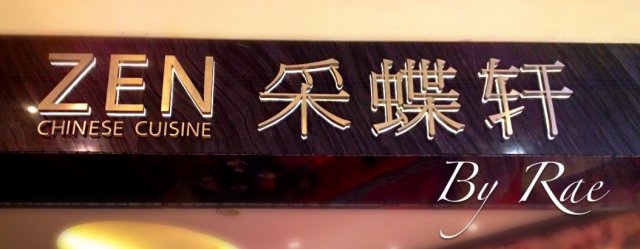 ZEN 采蝶轩
CHINESE CUISINE
By Rae